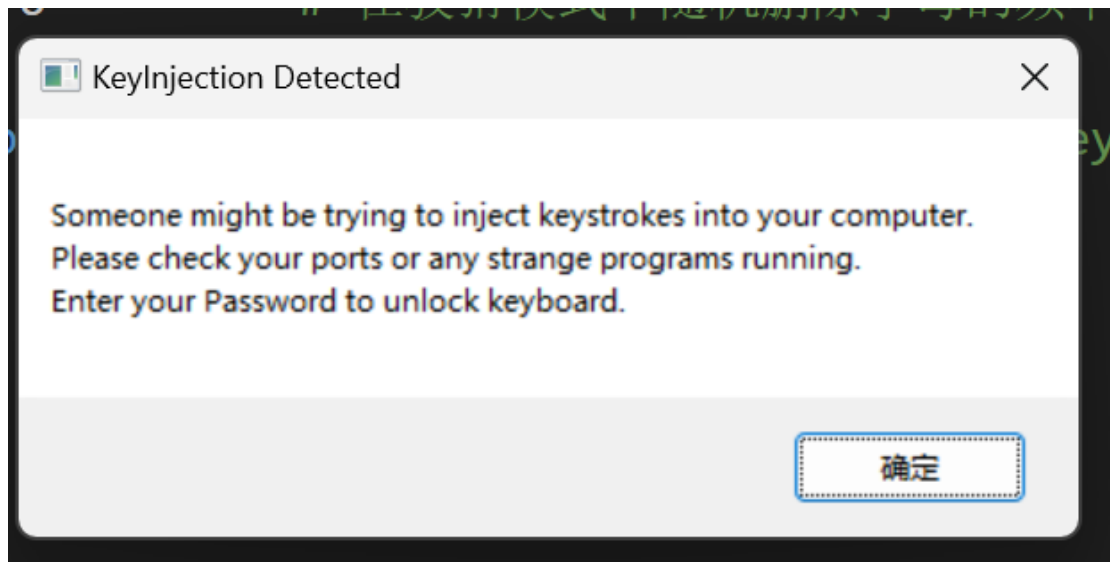 KeyInjection Detected
Someone might be trying to inject keystrokes into your computer.
Please check your ports or any strange programs running.
Enter your Password to unlock keyboard.
确定